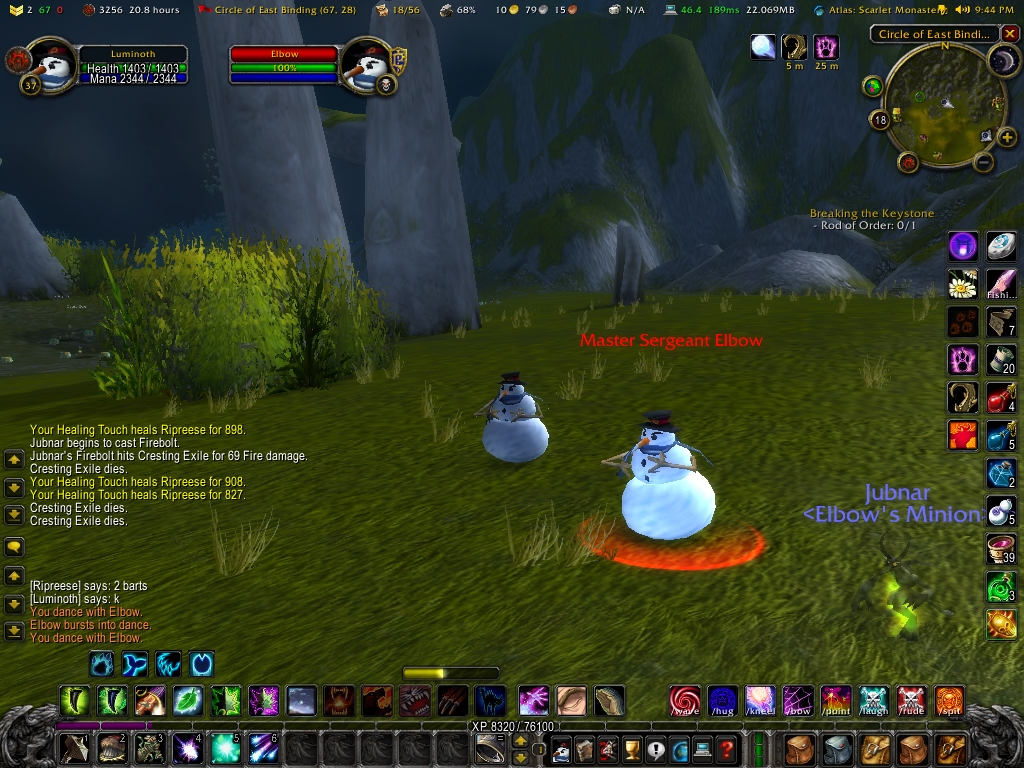 2 67 0 3256 20.8 hours Circle of East Binding (67, 28) 18/56 68% 10 79 15 N/A 46.4 189ms 22.069MB Atlas: Scarlet Monaster 9:44 PM
Luminoth
Health 1403 / 1403
Mana 2344 / 2344
37
Elbow
100%
5 m 25 m
Circle of East Bindi...
N
18
Breaking the Keystone
- Rod of Order: 0/1
Fishi...
7
20
4
5
2
5
39
3
Master Sergeant Elbow
Jubnar
<Elbow's Minion
Your Healing Touch heals Ripreese for 898.
Jubnar begins to cast Firebolt.
Jubnar's Firebolt hits Cresting Exile for 69 Fire damage.
Cresting Exile dies.
Your Healing Touch heals Ripreese for 908.
Your Healing Touch heals Ripreese for 827.
Cresting Exile dies.
Cresting Exile dies.
[Ripreese] says: 2 barts
[Luminoth] says: k
You dance with Elbow.
Elbow bursts into dance.
You dance with Elbow.
/wave /hug /kneel /bow /point /laugh /rude /spit
XP 8320/ 76100
1 2 3 4 5 6 =